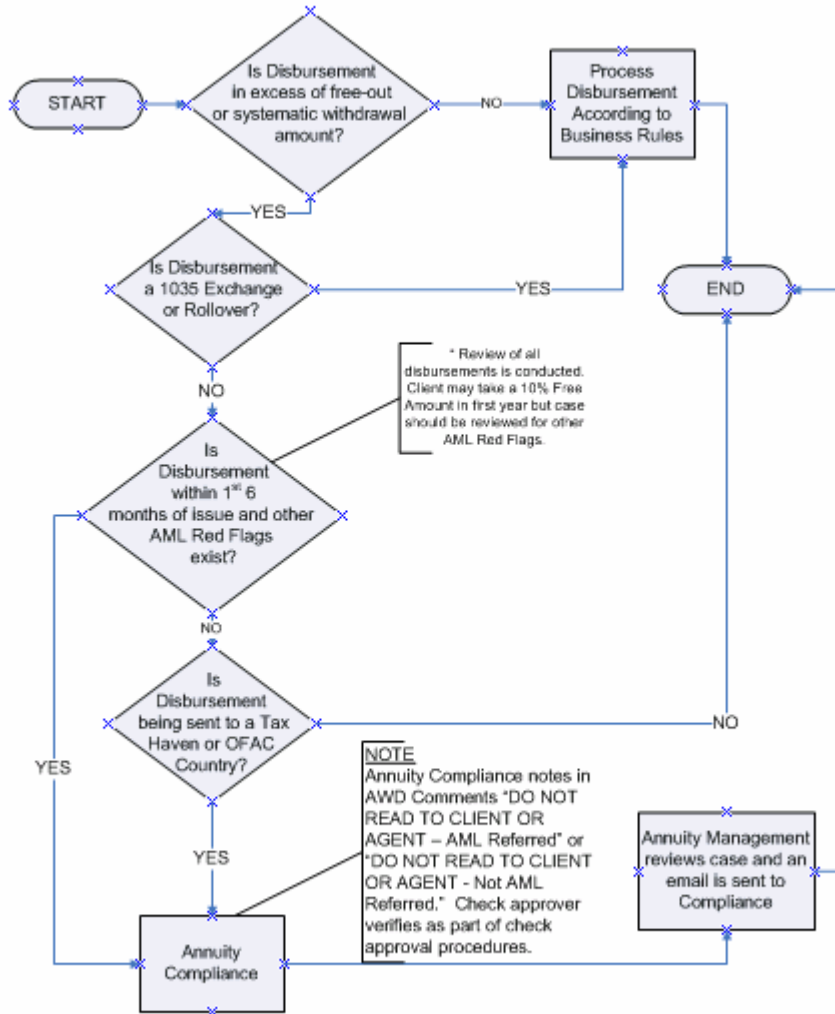 START
Is Disbursement
in excess of free-out
or systematic withdrawal
amount?
NO
Process
Disbursement
According to
Business Rules
YES
Is Disbursement
a 1035 Exchange
or Rollover?
YES
END
NO
* Review of all
disbursements is conducted.
Client may take a 10% Free
Amount in first year but case
should be reviewed for other
AML Red Flags.
Is
Disbursement
within 1st 6
months of issue and other
AML Red Flags
exist?
NO
Is
Disbursement
being sent to a Tax
Haven or OFAC
Country?
NO
YES
YES
NOTE
Annuity Compliance notes in
AWD Comments “DO NOT
READ TO CLIENT OR
AGENT – AML Referred” or
“DO NOT READ TO CLIENT
OR AGENT - Not AML
Referred.” Check approver
verifies as part of check
approval procedures.
Annuity Management
reviews case and an
email is sent to
Compliance
Annuity
Compliance